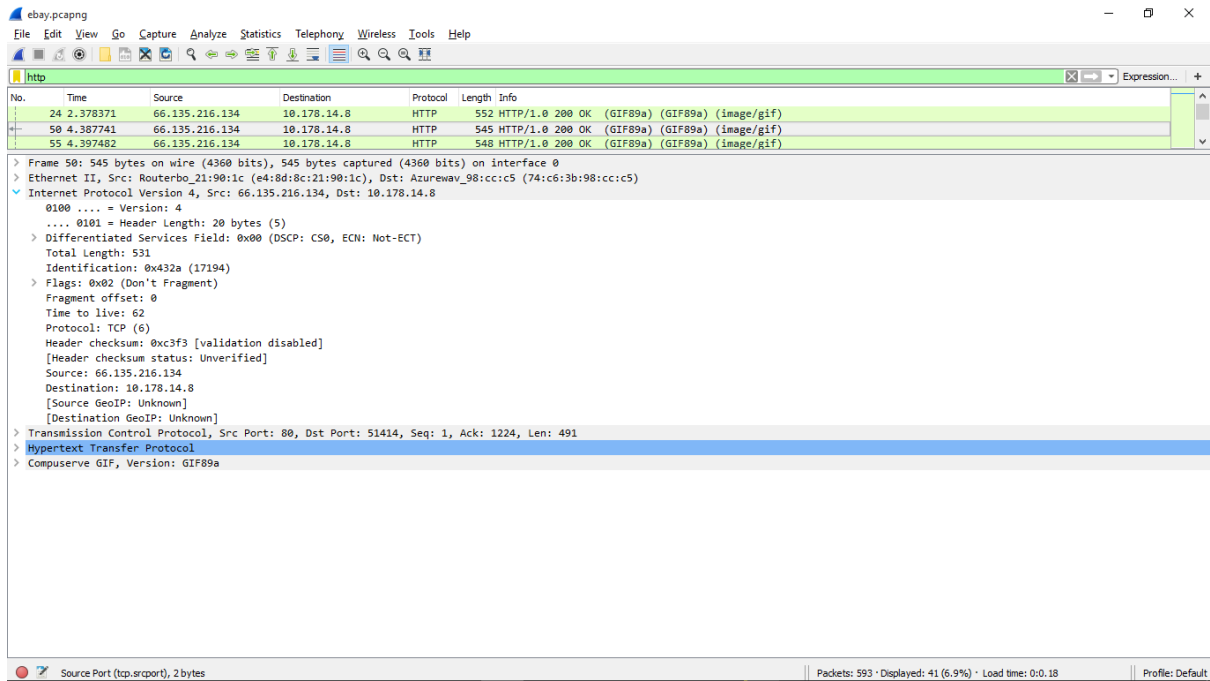 ebay.pcapng
File Edit View Go Capture Analyze Statistics Telephony Wireless Tools Help
http Expression... +
No. Time Source Destination Protocol Length Info
24 2.378371 66.135.216.134 10.178.14.8 HTTP 552 HTTP/1.0 200 OK (GIF89a) (GIF89a) (image/gif)
50 4.387741 66.135.216.134 10.178.14.8 HTTP 545 HTTP/1.0 200 OK (GIF89a) (GIF89a) (image/gif)
55 4.397482 66.135.216.134 10.178.14.8 HTTP 548 HTTP/1.0 200 OK (GIF89a) (GIF89a) (image/gif)
Frame 50: 545 bytes on wire (4360 bits), 545 bytes captured (4360 bits) on interface 0
Ethernet II, Src: Routerbo_21:90:1c (e4:8d:8c:21:90:1c), Dst: Azurewav_98:cc:c5 (74:c6:3b:98:cc:c5)
Internet Protocol Version 4, Src: 66.135.216.134, Dst: 10.178.14.8
0100 .... = Version: 4
.... 0101 = Header Length: 20 bytes (5)
Differentiated Services Field: 0x00 (DSCP: CS0, ECN: Not-ECT)
Total Length: 531
Identification: 0x432a (17194)
Flags: 0x02 (Don't Fragment)
Fragment offset: 0
Time to live: 62
Protocol: TCP (6)
Header checksum: 0xc3f3 [validation disabled]
[Header checksum status: Unverified]
Source: 66.135.216.134
Destination: 10.178.14.8
[Source GeoIP: Unknown]
[Destination GeoIP: Unknown]
Transmission Control Protocol, Src Port: 80, Dst Port: 51414, Seq: 1, Ack: 1224, Len: 491
Hypertext Transfer Protocol
Compuserve GIF, Version: GIF89a
Source Port (tcp.srcport), 2 bytes Packets: 593 · Displayed: 41 (6.9%) · Load time: 0:0.18 Profile: Default